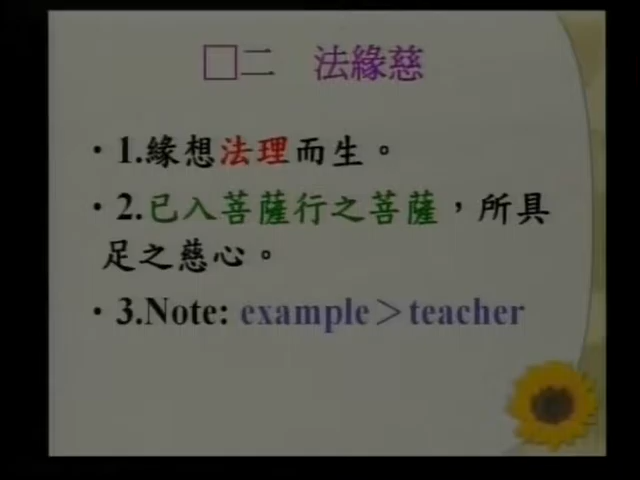 □二 法緣慈
• 1.緣想法理而生。
• 2.已入菩薩行之菩薩，所具
足之慈心。
• 3.Note: example＞teacher